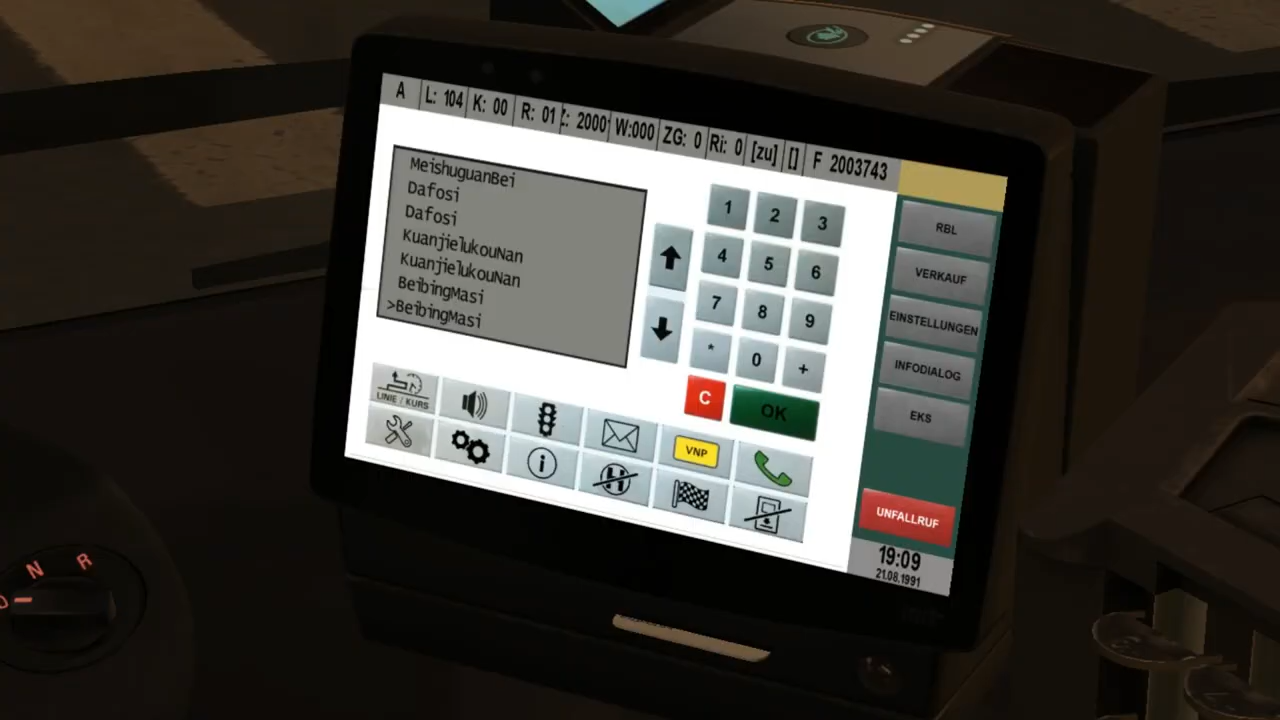 A L: 104 K: 00 R: 01 Z: 2000 W:000 ZG: 0 Ri: 0 [zu] [] F 2003743
MeishuguanBei
Dafosi
Dafosi
KuanjielukouNan
KuanjielukouNan
BeibingMasi
>BeibingMasi
1 2 3
4 5 6
7 8 9
* 0 +
C OK
LINIE / KURS
i
H
VNP
RBL
VERKAUF
EINSTELLUNGEN
INFODIALOG
EKS
UNFALLRUF
19:09
21.08.1991
D N R